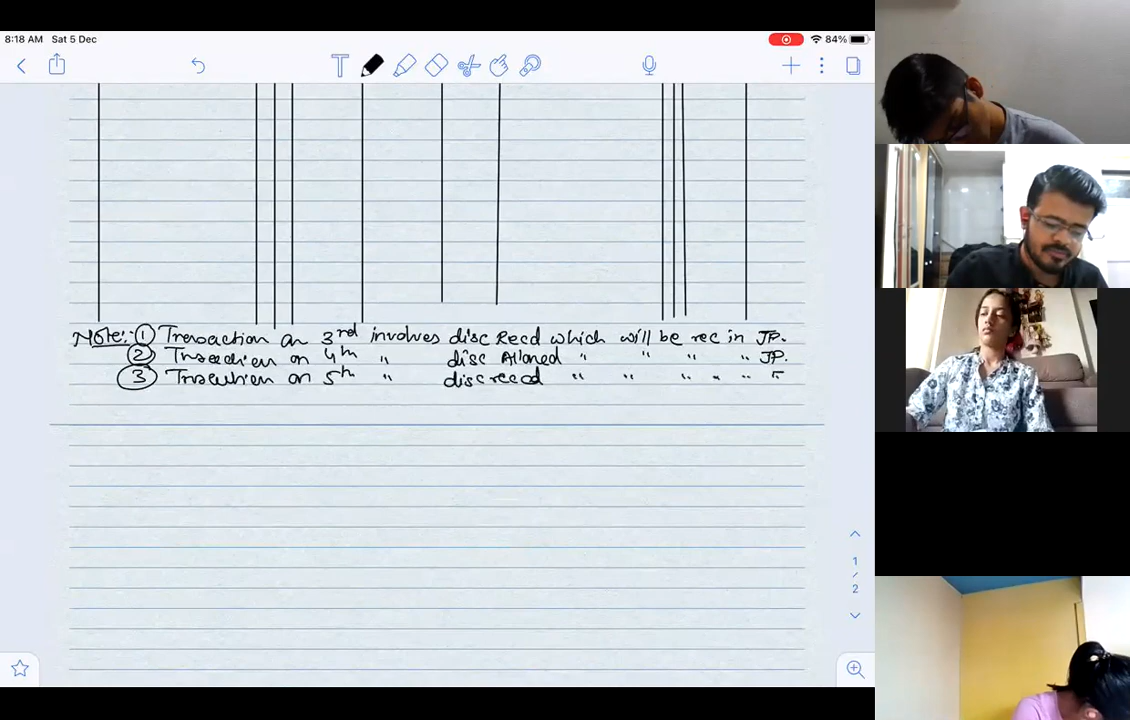 8:18 AM Sat 5 Dec
84%
T
Note:- ① Transaction on 3rd involves disc Recd which will be rec in JP.
② Transaction on 4th " disc Allowed " " " " JP.
③ Transaction on 5th " disc recd " " " " "
1
/
2